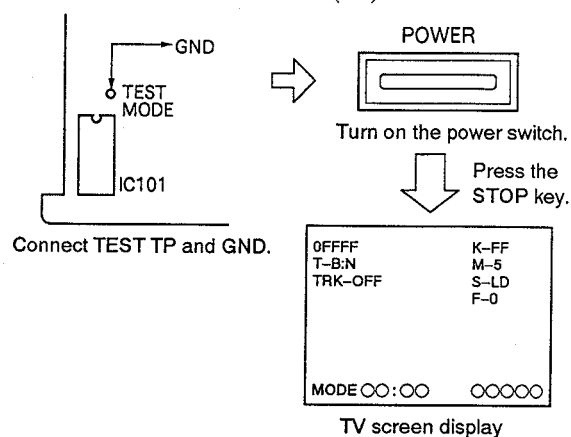 GND
TEST
MODE
IC101
Connect TEST TP and GND.
POWER
Turn on the power switch.
Press the
STOP key.
0FFFF K–FF
T–B:N M–5
TRK–OFF S–LD
F–0
MODE ○○:○○ ○○○○○
TV screen display